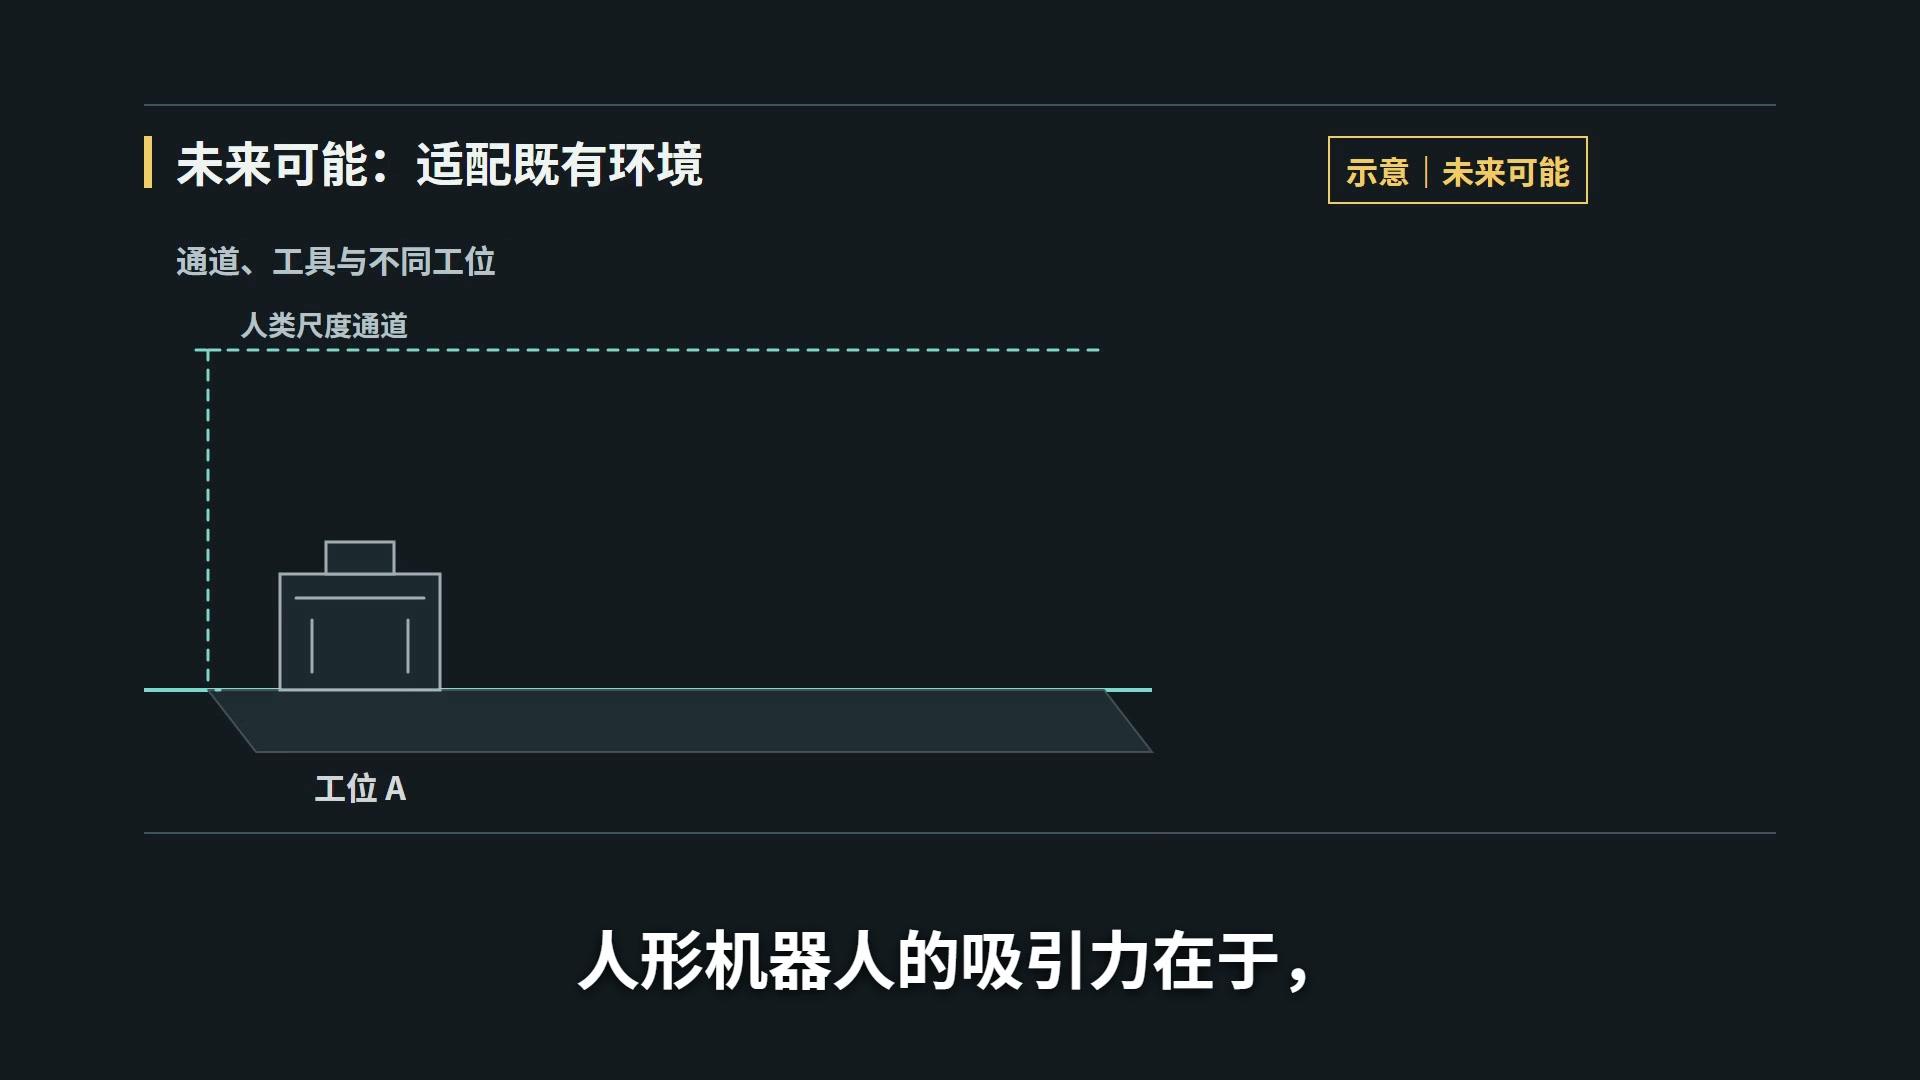 未来可能：适配既有环境
示意｜未来可能
通道、工具与不同工位
人类尺度通道
工位 A
人形机器人的吸引力在于，